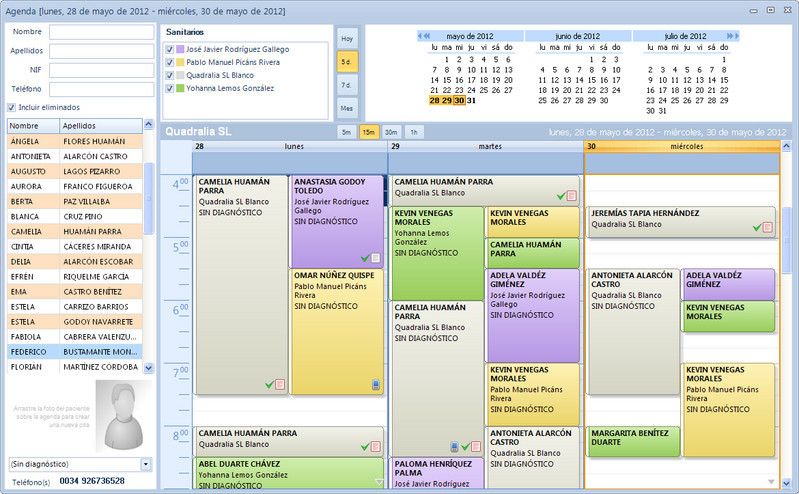 Agenda [lunes, 28 de mayo de 2012 - miércoles, 30 de mayo de 2012]
Nombre
Apellidos
NIF
Teléfono
Incluir eliminados
Nombre Apellidos
ÁNGELA FLORES HUAMÁN
ANTONIETA ALARCÓN CASTRO
AUGUSTO LAGOS PIZARRO
AURORA FRANCO FIGUEROA
BERTA PAZ VILLALBA
BLANCA CRUZ PINO
CAMELIA HUAMÁN PARRA
CINTIA CÁCERES MIRANDA
DELIA ALARCÓN ESCOBAR
EFRÉN RIQUELME GARCÍA
EMA CASTRO BENÍTEZ
ESTELA CARRIZO BARRIOS
ESTELA GODOY NAVARRETE
FABIOLA CABRERA VALENZU...
FEDERICO BUSTAMANTE MON...
FLORIÁN MARTÍNEZ CÓRDOBA
Arrastre la foto del paciente
sobre la agenda para crear
una nueva cita
(Sin diagnóstico)
Teléfono(s) 0034 926736528
Sanitarios
José Javier Rodríguez Gallego
Pablo Manuel Picáns Rivera
Quadralia SL Blanco
Yohanna Lemos González
Hoy
5 d.
7 d.
Mes
mayo de 2012
lu ma mi ju vi sá do
1 2 3 4 5 6
7 8 9 10 11 12 13
14 15 16 17 18 19 20
21 22 23 24 25 26 27
28 29 30 31
junio de 2012
lu ma mi ju vi sá do
1 2 3
4 5 6 7 8 9 10
11 12 13 14 15 16 17
18 19 20 21 22 23 24
25 26 27 28 29 30
julio de 2012
lu ma mi ju vi sá do
1
2 3 4 5 6 7 8
9 10 11 12 13 14 15
16 17 18 19 20 21 22
23 24 25 26 27 28 29
30 31
Quadralia SL
5m 15m 30m 1h
lunes, 28 de mayo de 2012 - miércoles, 30 de mayo de 2012
28 lunes
29 martes
30 miércoles
4 00
5 00
6 00
7 00
8 00
CAMELIA HUAMÁN
PARRA
Quadralia SL Blanco
SIN DIAGNÓSTICO
ANASTASIA GODOY
TOLEDO
José Javier Rodríguez
Gallego
SIN DIAGNÓSTICO
OMAR NÚÑEZ QUISPE
Pablo Manuel Picáns
Rivera
SIN DIAGNÓSTICO
CAMELIA HUAMÁN PARRA
Quadralia SL Blanco
ABEL DUARTE CHÁVEZ
Yohanna Lemos González
SIN DIAGNÓSTICO
CAMELIA HUAMÁN PARRA
Quadralia SL Blanco
KEVIN VENEGAS
MORALES
Yohanna Lemos
González
SIN DIAGNÓSTICO
KEVIN VENEGAS
MORALES
CAMELIA HUAMÁN
PARRA
ADELA VALDÉZ
GIMÉNEZ
José Javier Rodríguez
Gallego
SIN DIAGNÓSTICO
CAMELIA HUAMÁN
PARRA
Quadralia SL Blanco
SIN DIAGNÓSTICO
KEVIN VENEGAS
MORALES
Pablo Manuel Picáns
Rivera
SIN DIAGNÓSTICO
ANTONIETA ALARCÓN
CASTRO
Quadralia SL Blanco
SIN DIAGNÓSTICO
PALOMA HENRÍQUEZ
PALMA
José Javier Rodríguez
JEREMÍAS TAPIA HERNÁNDEZ
Quadralia SL Blanco
ANTONIETA ALARCÓN
CASTRO
Quadralia SL Blanco
SIN DIAGNÓSTICO
ADELA VALDÉZ
GIMÉNEZ
KEVIN VENEGAS
MORALES
KEVIN VENEGAS
MORALES
Pablo Manuel Picáns
Rivera
SIN DIAGNÓSTICO
MARGARITA BENÍTEZ
DUARTE